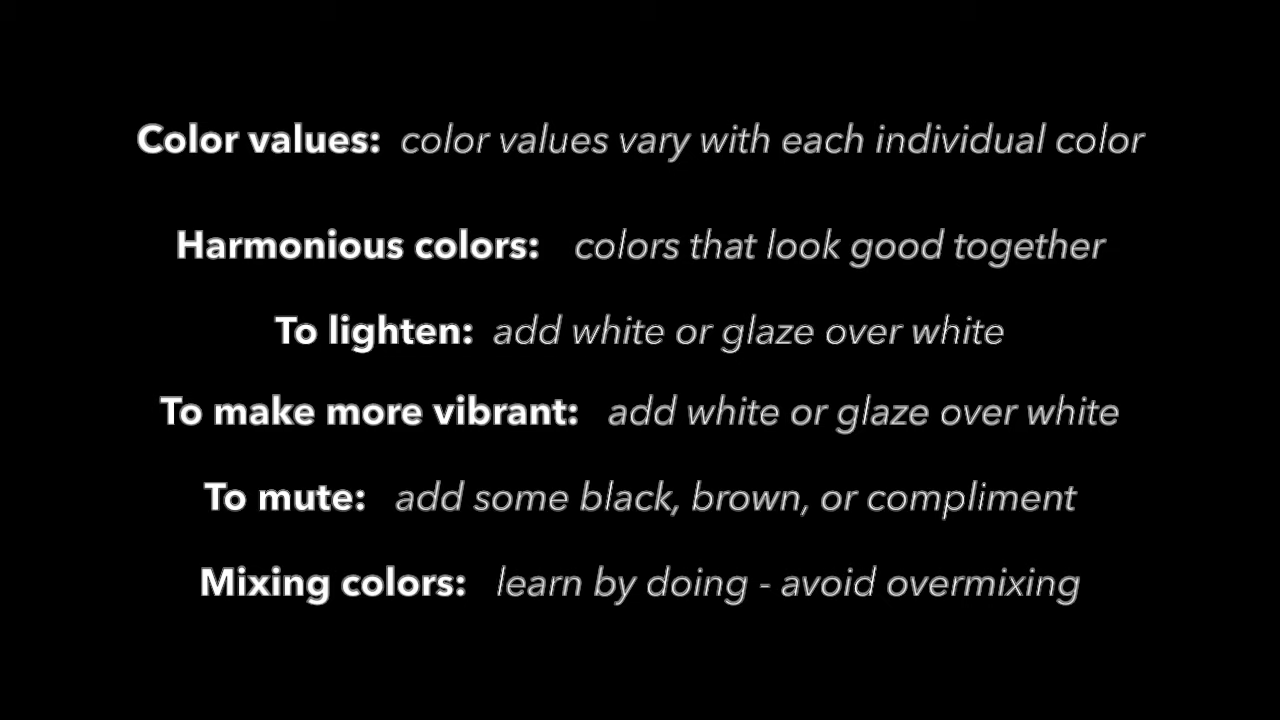 Color values: color values vary with each individual color
Harmonious colors: colors that look good together
To lighten: add white or glaze over white
To make more vibrant: add white or glaze over white
To mute: add some black, brown, or compliment
Mixing colors: learn by doing - avoid overmixing